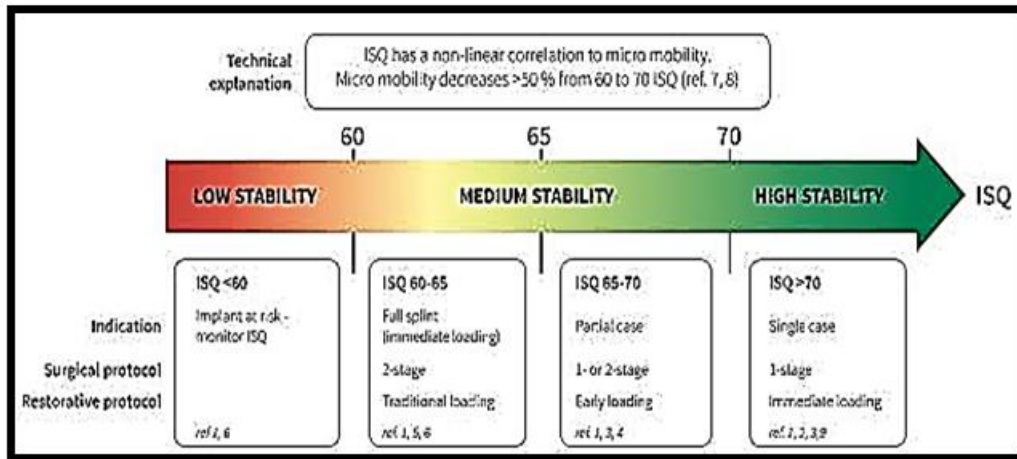 Technical explanation
ISQ has a non-linear correlation to micro mobility.
Micro mobility decreases >50 % from 60 to 70 ISQ (ref. 7, 8)
60 65 70
LOW STABILITY MEDIUM STABILITY HIGH STABILITY ISQ
ISQ <60 ISQ 60-65 ISQ 65-70 ISQ >70
Indication
Implant at risk -
monitor ISQ
Full splint
(immediate loading)
Partial case
Single case
Surgical protocol 2-stage 1- or 2-stage 1-stage
Restorative protocol Traditional loading Early loading Immediate loading
ref 1, 6 ref. 1, 5, 6 ref. 1, 3, 4 ref. 1, 2, 3,9